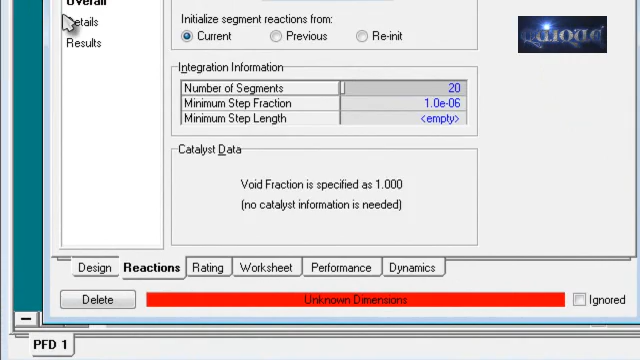 Overall
Details
Results
Initialize segment reactions from:
Current Previous Re-init
Integration Information
Number of Segments 20
Minimum Step Fraction 1.0e-06
Minimum Step Length <empty>
Catalyst Data
Void Fraction is specified as 1.000
(no catalyst information is needed)
Quique
Design Reactions Rating Worksheet Performance Dynamics
Delete Unknown Dimensions Ignored
PFD 1